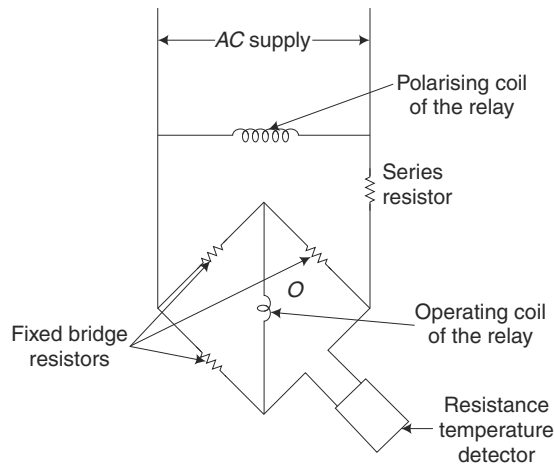 AC supply
Polarising coil
of the relay
Series
resistor
O
Operating coil
of the relay
Fixed bridge
resistors
Resistance
temperature
detector